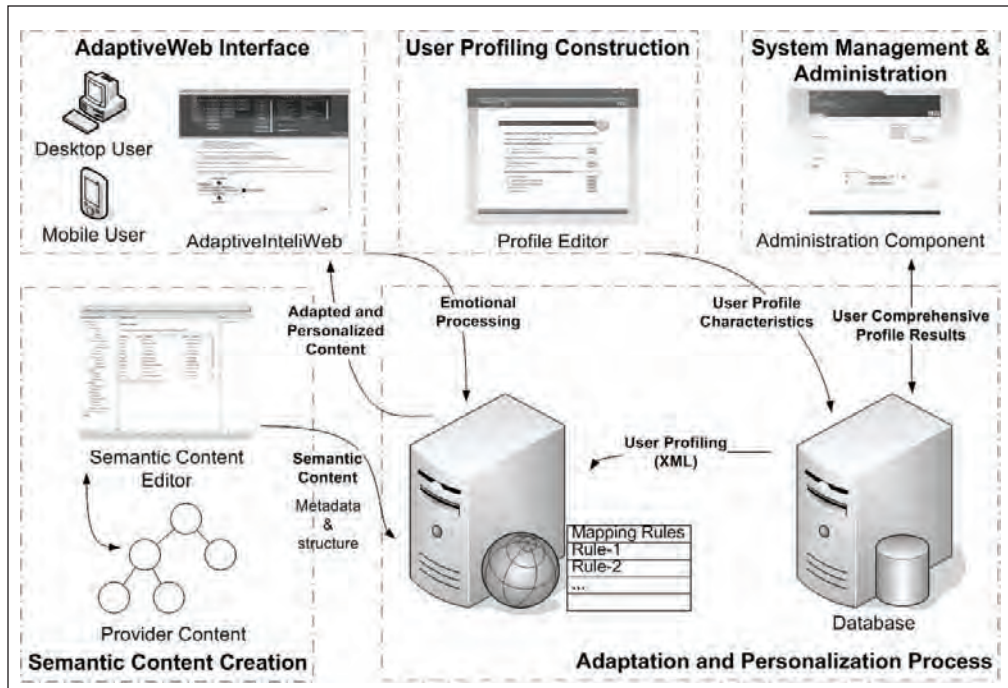 AdaptiveWeb Interface
User Profiling Construction
System Management &
Administration
Desktop User
Mobile User
AdaptiveInteliWeb
Profile Editor
Administration Component
Adapted and
Personalized
Content
Emotional
Processing
User Profile
Characteristics
User Comprehensive
Profile Results
Semantic Content
Editor
Semantic
Content
Metadata
&
structure
User Profiling
(XML)
Mapping Rules
Rule-1
Rule-2
...
Provider Content
Database
Semantic Content Creation
Adaptation and Personalization Process